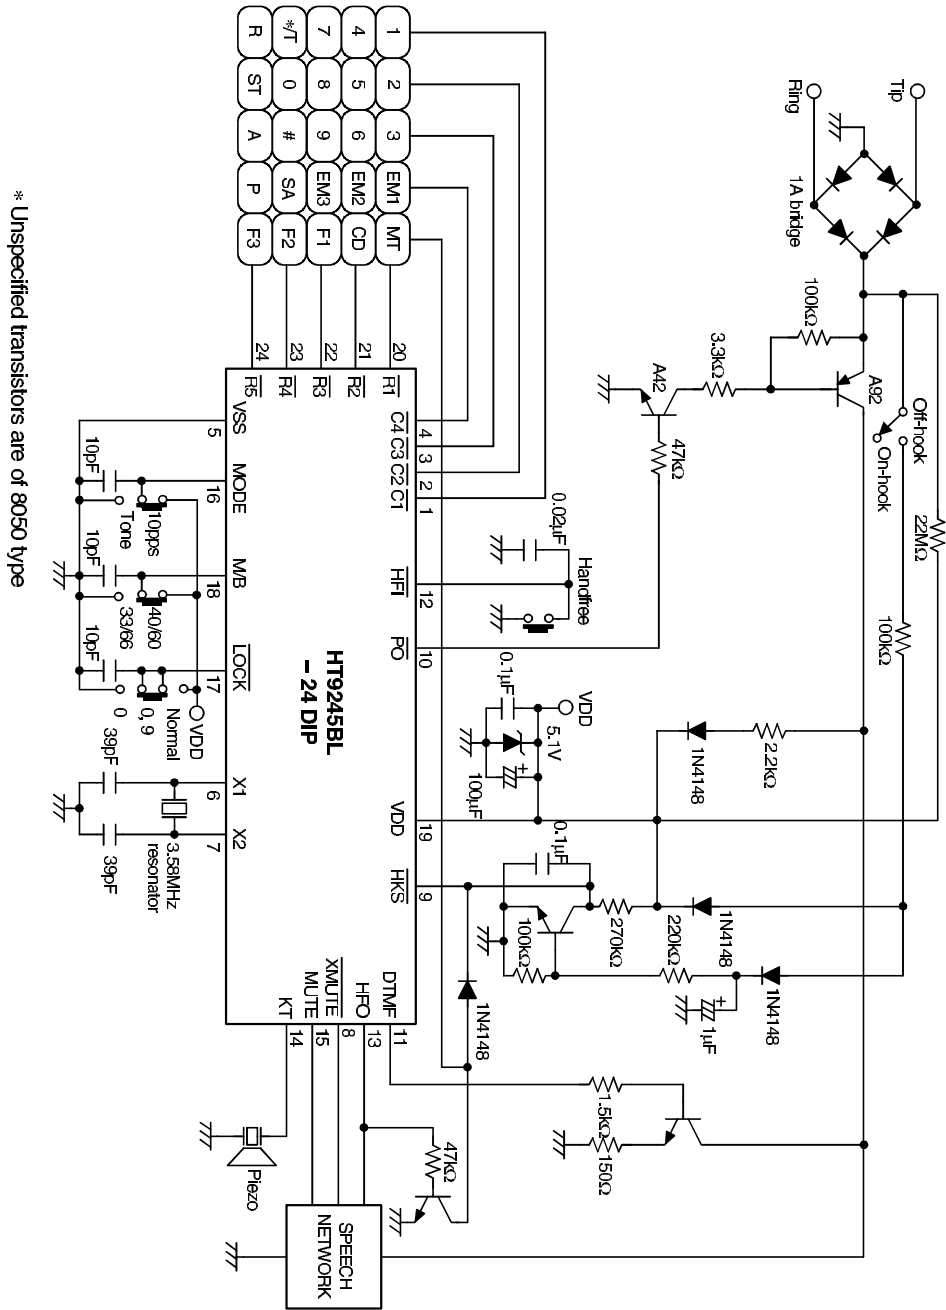 Tip
Ring
1A bridge
100kΩ
A92
Off-hook
On-hook
22MΩ
3.3kΩ
A42
47kΩ
100kΩ
1 2 3 EM1 MT
4 5 6 EM2 CD
7 8 9 EM3 F1
*/T 0 # SA F2
R ST A P F3
0.02μF
Handfree
0.1μF
VDD
5.1V
100μF
1N4148
2.2kΩ
0.1μF
270kΩ
100kΩ
1N4148
220kΩ
1N4148
1μF
1N4148
1.5kΩ
150Ω
47kΩ
20 21 22 23 24
R1 R2 R3 R4 R5
4 3 2 1 12 10 19 9
C4 C3 C2 C1 HFI PO VDD HKS
HT9245BL
– 24 DIP
DTMF 11
HFO 13
XMUTE 8
MUTE 15
KT 14
VSS MODE M/B LOCK X1 X2
5 16 18 17 6 7
10pF
10pps
Tone
10pF
40/60
33/66
10pF
Normal
0, 9
0
VDD
39pF
39pF
3.58MHz
resonator
Piezo
SPEECH
NETWORK
* Unspecified transistors are of 8050 type